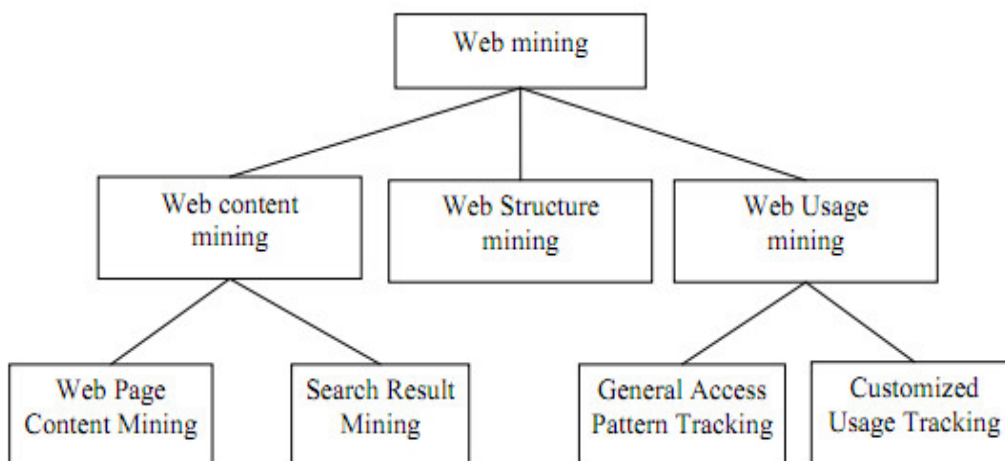 Web mining
Web content
mining
Web Structure
mining
Web Usage
mining
Web Page
Content Mining
Search Result
Mining
General Access
Pattern Tracking
Customized
Usage Tracking